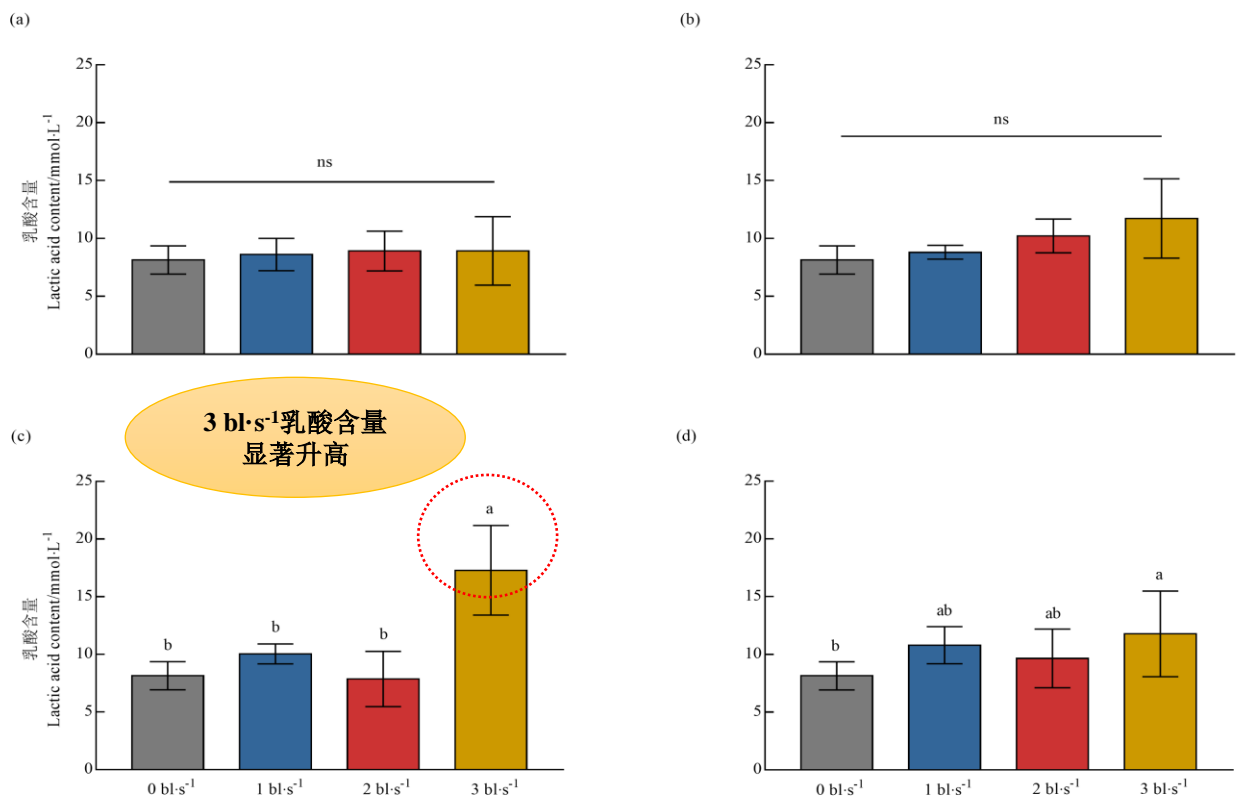 (a)
25
20
15
10
5
0
乳酸含量
Lactic acid content/mmol·L⁻¹
ns
(b)
25
20
15
10
5
0
ns
3 bl·s⁻¹乳酸含量
显著升高
(c)
25
20
15
10
5
0
乳酸含量
Lactic acid content/mmol·L⁻¹
b
b
b
a
0 bl·s⁻¹
1 bl·s⁻¹
2 bl·s⁻¹
3 bl·s⁻¹
(d)
25
20
15
10
5
0
b
ab
ab
a
0 bl·s⁻¹
1 bl·s⁻¹
2 bl·s⁻¹
3 bl·s⁻¹